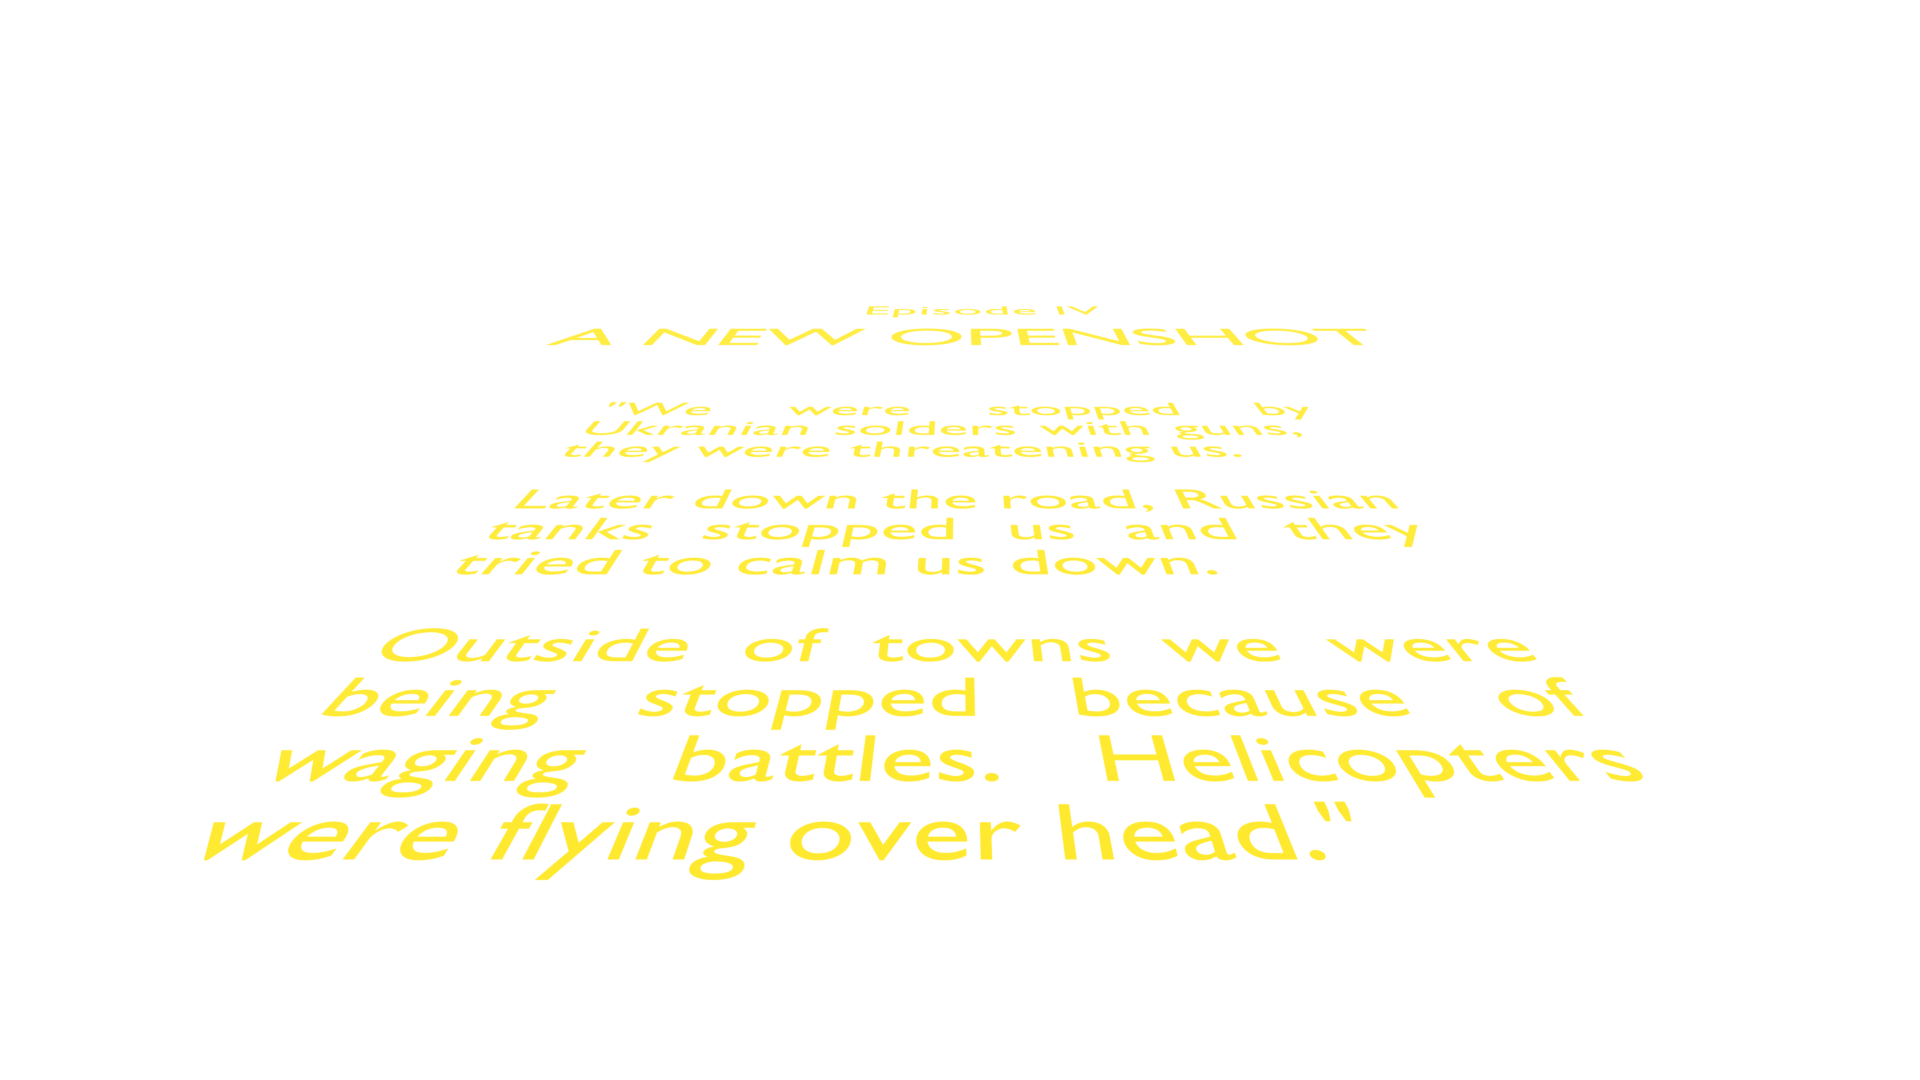 Episode IV
A NEW OPENSHOT
"We were stopped by
Ukranian solders with guns,
they were threatening us.
Later down the road, Russian
tanks stopped us and they
tried to calm us down.
Outside of towns we were
being stopped because of
waging battles. Helicopters
were flying over head."